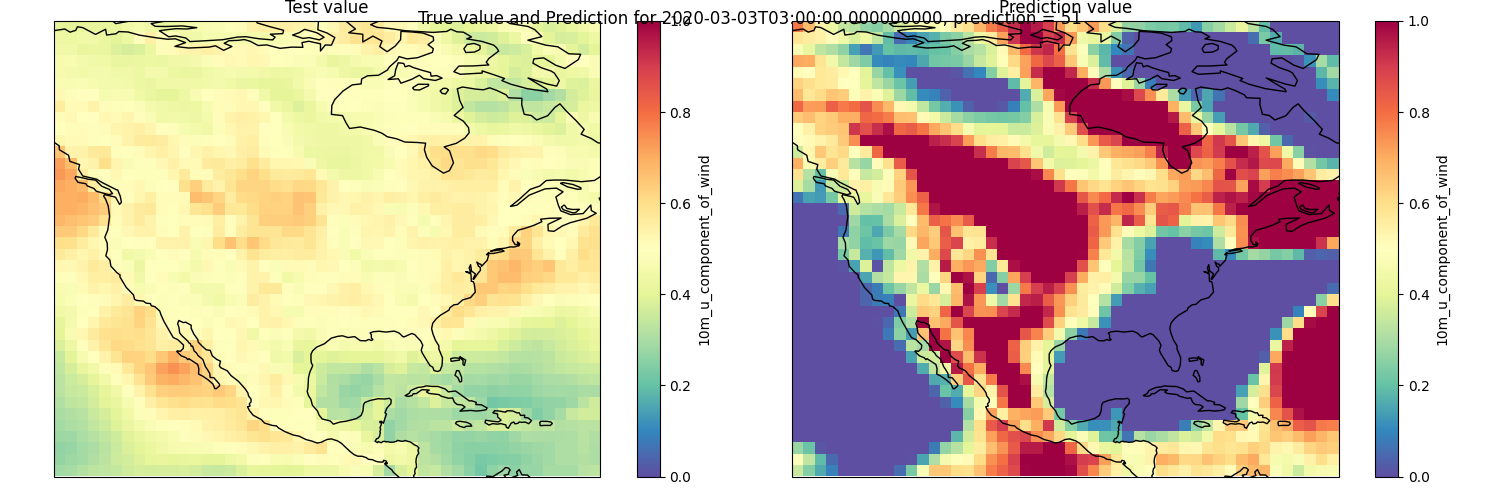 Test value
True value and Prediction for 2020-03-03T03:00:00.000000000, prediction = 51
Prediction value
1.0
0.8
0.6
0.4
0.2
0.0
10m_u_component_of_wind
1.0
0.8
0.6
0.4
0.2
0.0
10m_u_component_of_wind